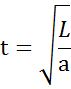 t = √(L/a)